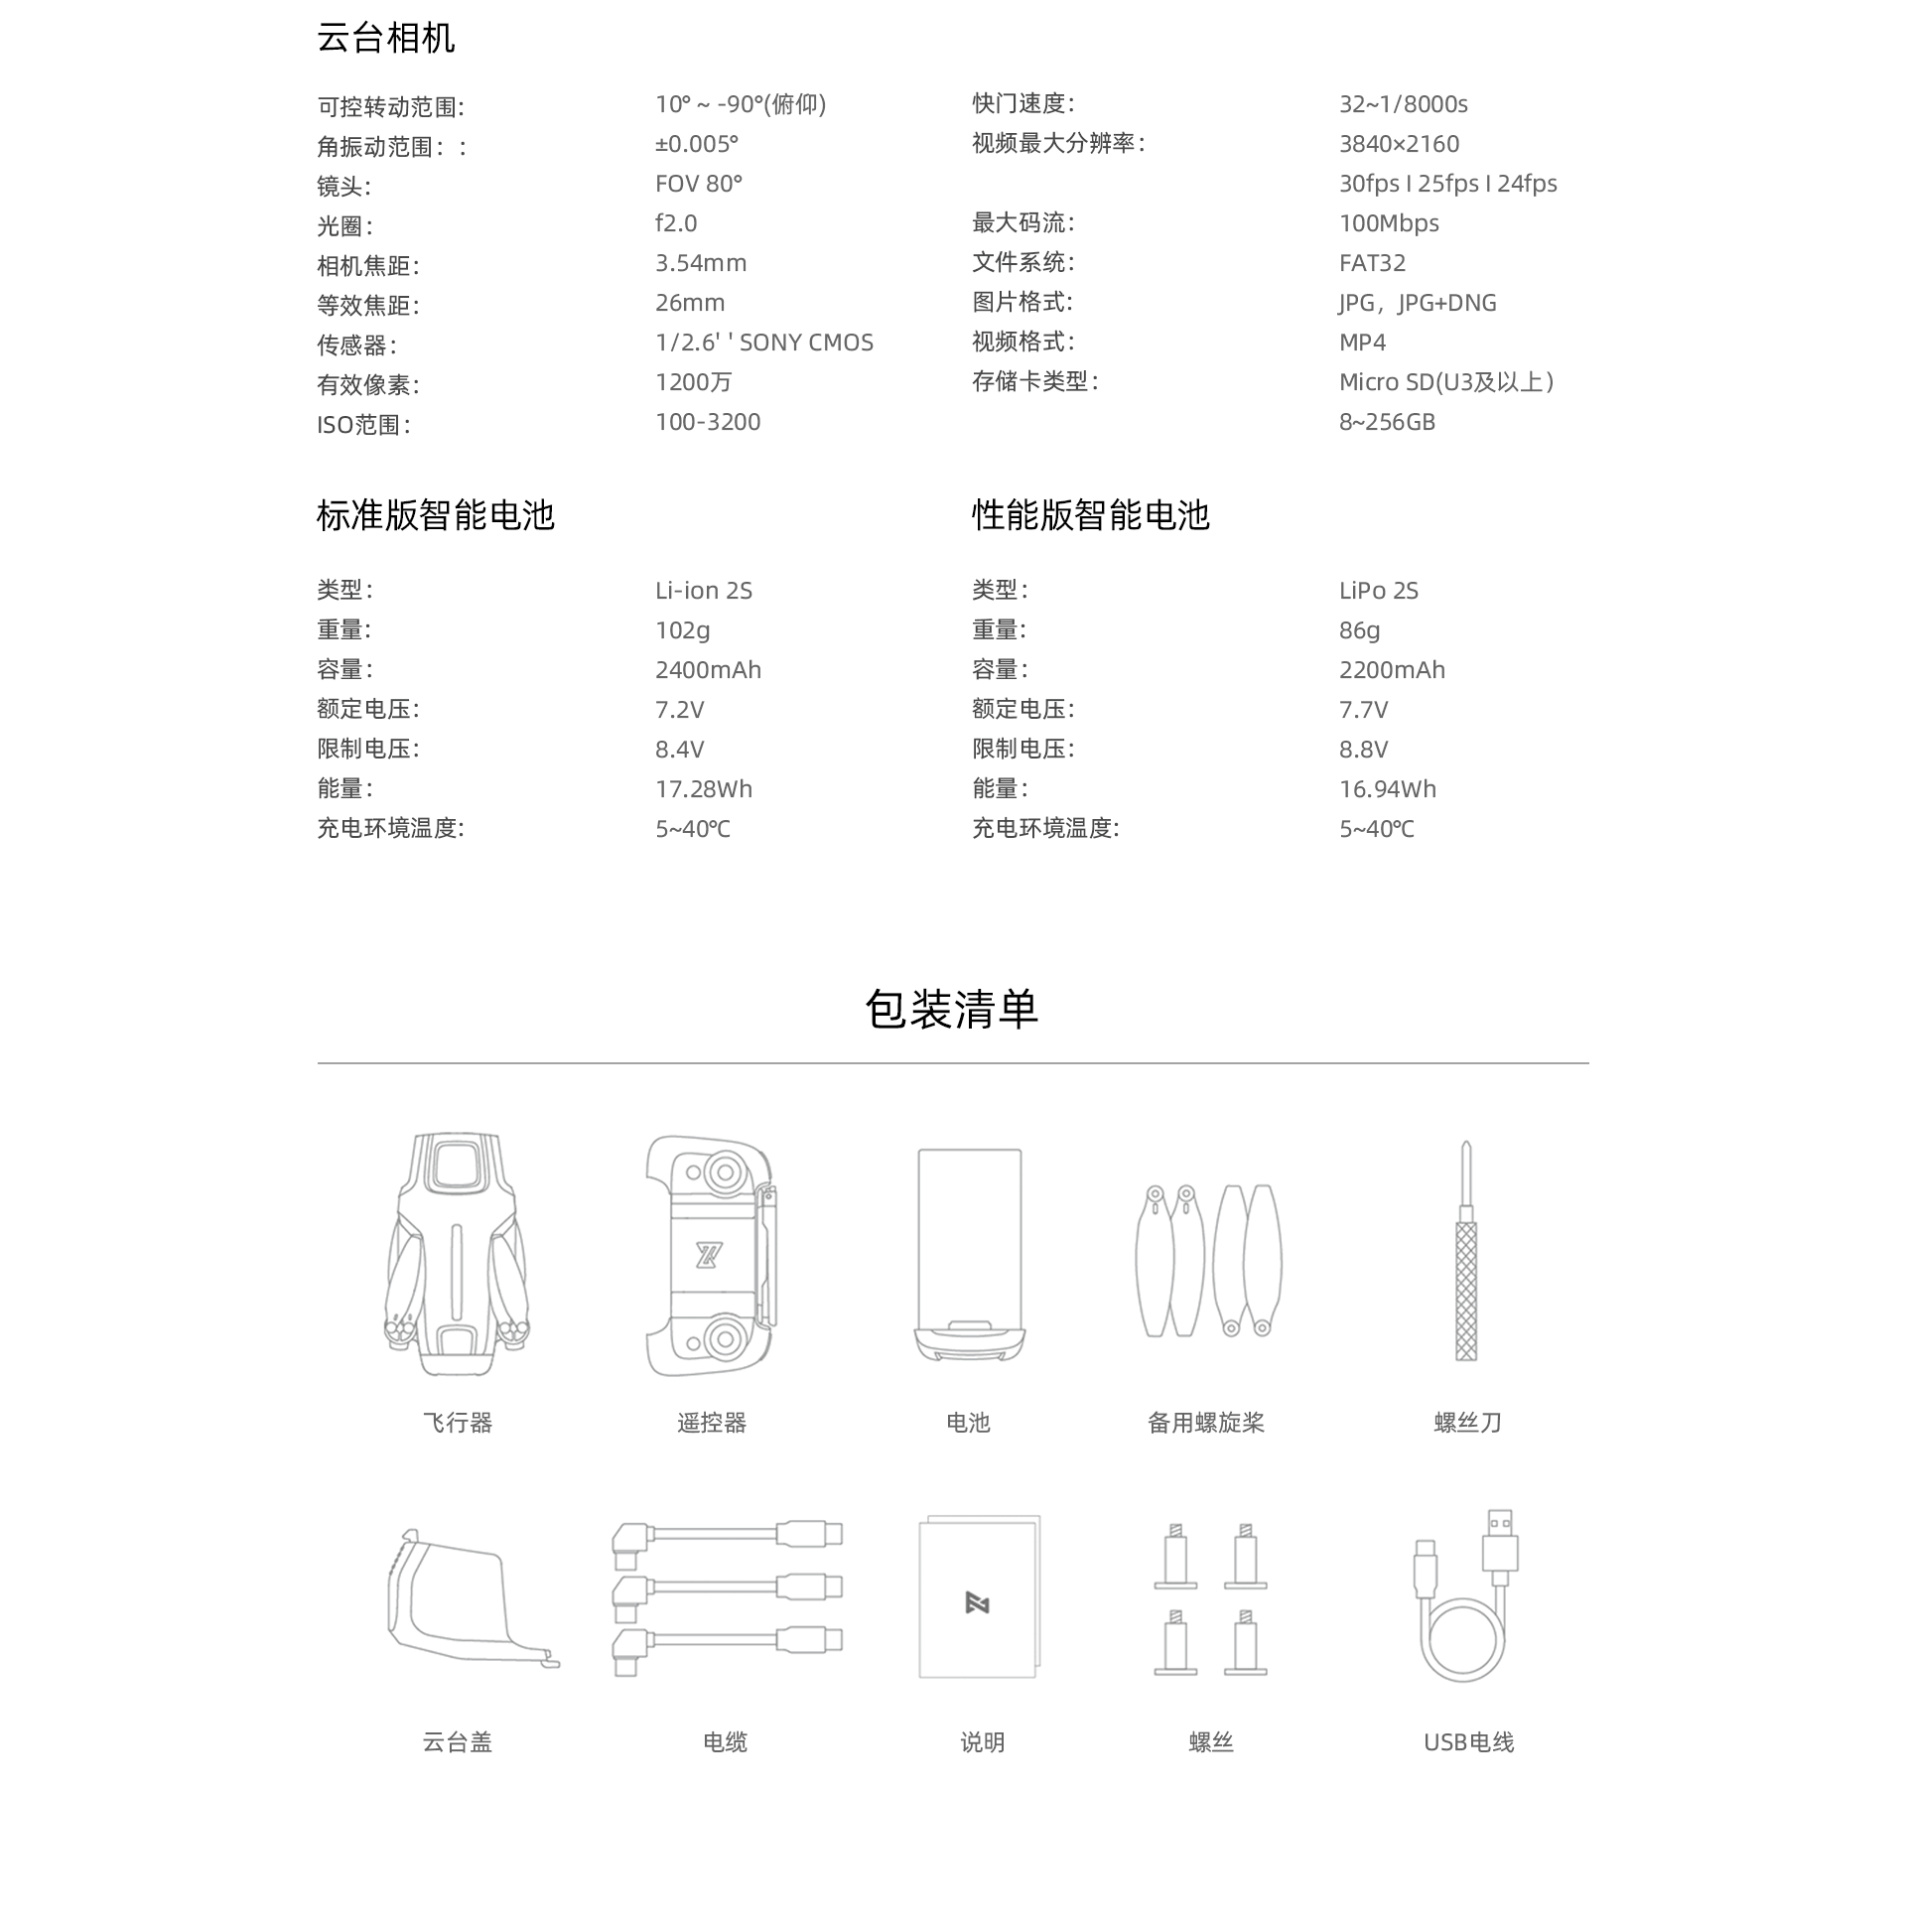 云台相机
可控转动范围: 10° ~ -90°(俯仰)
角振动范围：: ±0.005°
镜头： FOV 80°
光圈： f2.0
相机焦距： 3.54mm
等效焦距： 26mm
传感器： 1/2.6' ' SONY CMOS
有效像素： 1200万
ISO范围： 100-3200
快门速度： 32~1/8000s
视频最大分辨率： 3840×2160
30fps I 25fps I 24fps
最大码流： 100Mbps
文件系统： FAT32
图片格式: JPG，JPG+DNG
视频格式： MP4
存储卡类型： Micro SD(U3及以上）
8~256GB
标准版智能电池
类型： Li-ion 2S
重量： 102g
容量： 2400mAh
额定电压： 7.2V
限制电压： 8.4V
能量： 17.28Wh
充电环境温度: 5~40℃
性能版智能电池
类型： LiPo 2S
重量： 86g
容量： 2200mAh
额定电压： 7.7V
限制电压： 8.8V
能量： 16.94Wh
充电环境温度: 5~40℃
包装清单
飞行器 遥控器 电池 备用螺旋桨 螺丝刀
云台盖 电缆 说明 螺丝 USB电线